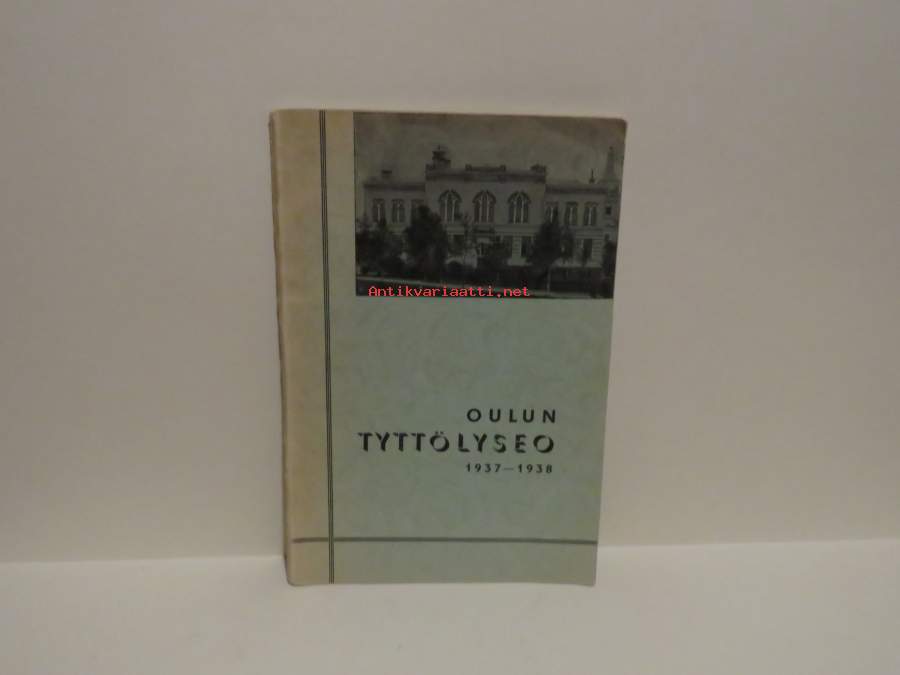 Antikvariaatti.net
OULUN
TYTTÖLYSEO
1937—1938